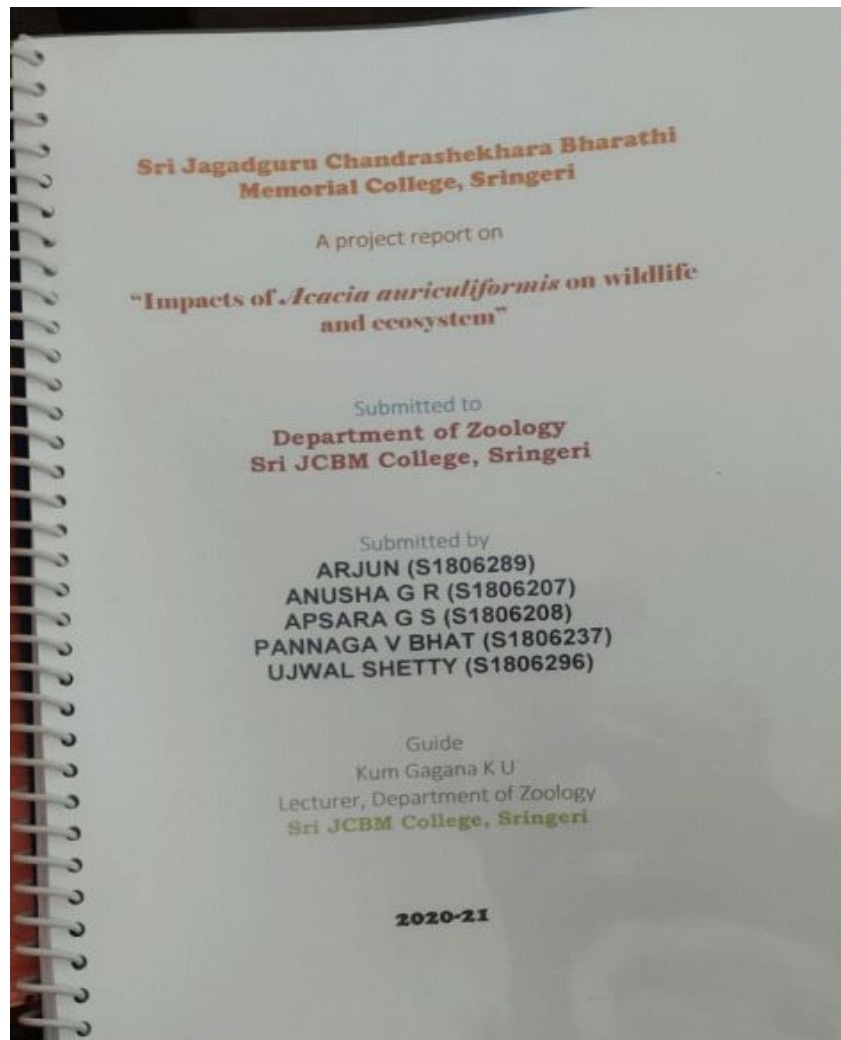 Sri Jagadguru Chandrashekhara Bharathi
Memorial College, Sringeri
A project report on
“Impacts of Acacia auriculiformis on wildlife
and ecosystem”
Submitted to
Department of Zoology
Sri JCBM College, Sringeri
Submitted by
ARJUN (S1806289)
ANUSHA G R (S1806207)
APSARA G S (S1806208)
PANNAGA V BHAT (S1806237)
UJWAL SHETTY (S1806296)
Guide
Kum Gagana K U
Lecturer, Department of Zoology
Sri JCBM College, Sringeri
2020-21